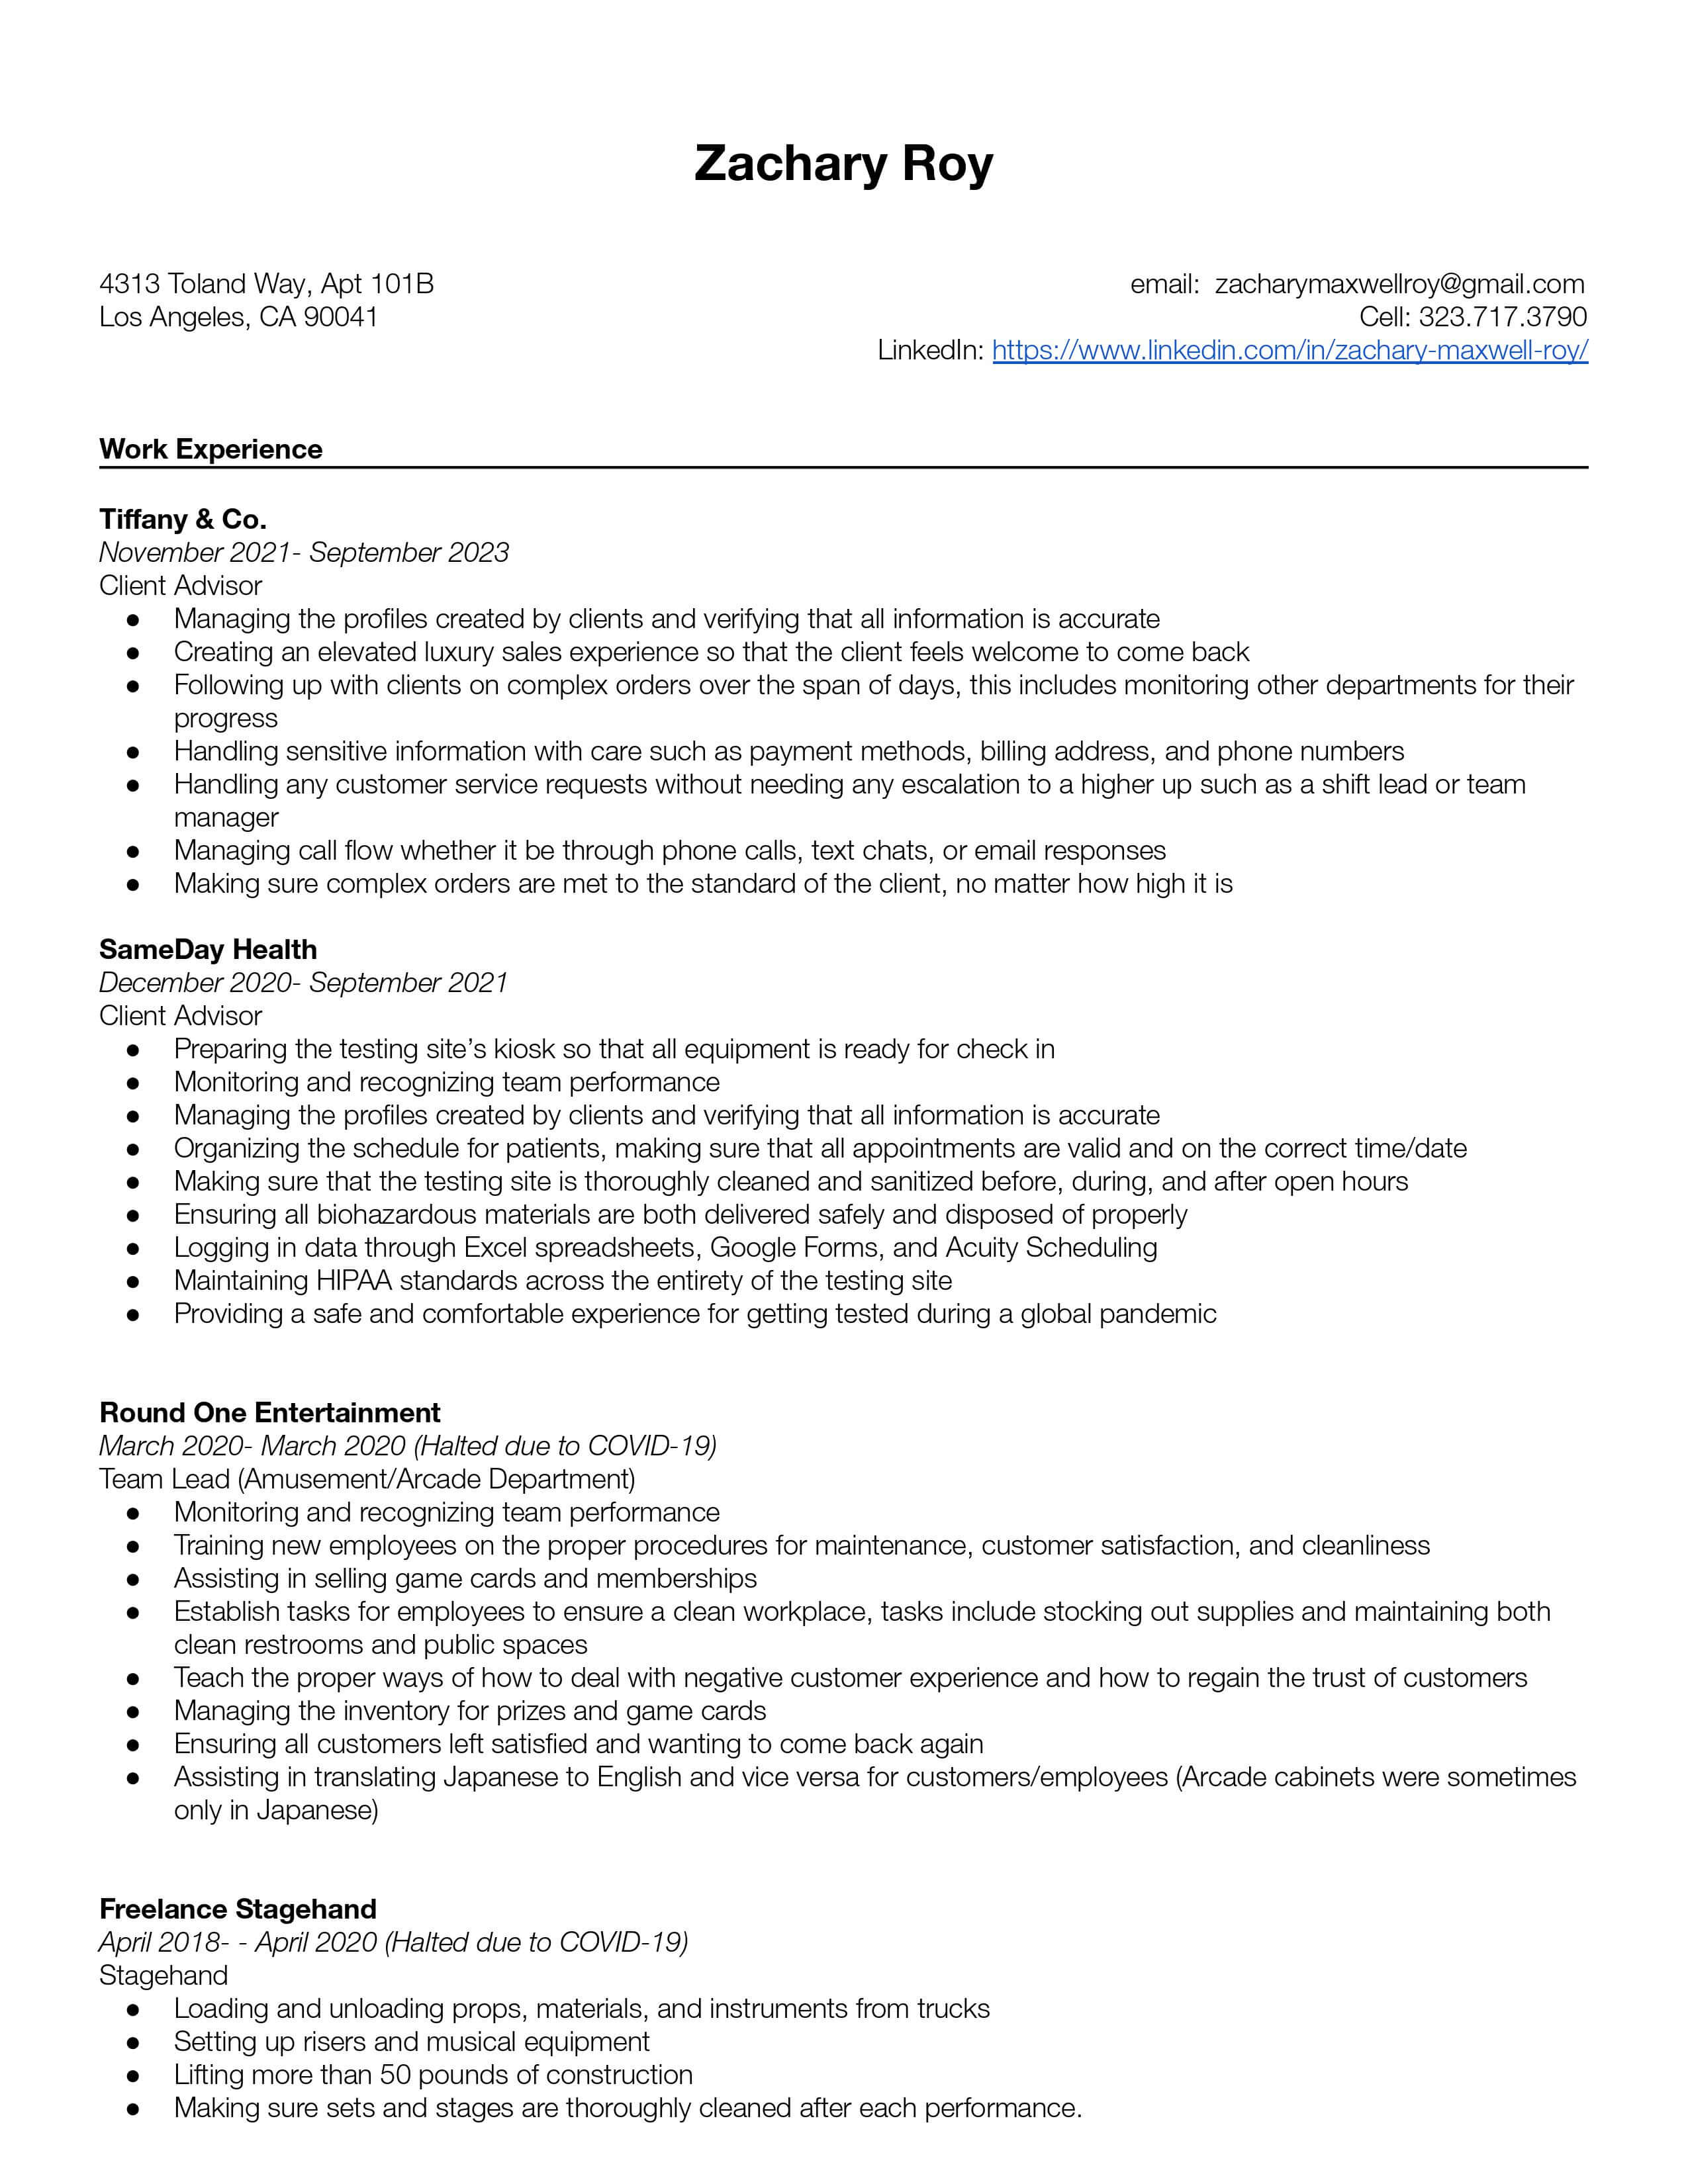 Zachary Roy
4313 Toland Way, Apt 101B
Los Angeles, CA 90041
email:  zacharymaxwellroy@gmail.com
Cell: 323.717.3790
LinkedIn: https://www.linkedin.com/in/zachary-maxwell-roy/
Work Experience
Tiffany & Co.
November 2021- September 2023
Client Advisor
● Managing the profiles created by clients and verifying that all information is accurate
● Creating an elevated luxury sales experience so that the client feels welcome to come back
● Following up with clients on complex orders over the span of days, this includes monitoring other departments for their
progress
● Handling sensitive information with care such as payment methods, billing address, and phone numbers
● Handling any customer service requests without needing any escalation to a higher up such as a shift lead or team
manager
● Managing call flow whether it be through phone calls, text chats, or email responses
● Making sure complex orders are met to the standard of the client, no matter how high it is
SameDay Health
December 2020- September 2021
Client Advisor
● Preparing the testing site’s kiosk so that all equipment is ready for check in
● Monitoring and recognizing team performance
● Managing the profiles created by clients and verifying that all information is accurate
● Organizing the schedule for patients, making sure that all appointments are valid and on the correct time/date
● Making sure that the testing site is thoroughly cleaned and sanitized before, during, and after open hours
● Ensuring all biohazardous materials are both delivered safely and disposed of properly
● Logging in data through Excel spreadsheets, Google Forms, and Acuity Scheduling
● Maintaining HIPAA standards across the entirety of the testing site
● Providing a safe and comfortable experience for getting tested during a global pandemic
Round One Entertainment
March 2020- March 2020 (Halted due to COVID-19)
Team Lead (Amusement/Arcade Department)
● Monitoring and recognizing team performance
● Training new employees on the proper procedures for maintenance, customer satisfaction, and cleanliness
● Assisting in selling game cards and memberships
● Establish tasks for employees to ensure a clean workplace, tasks include stocking out supplies and maintaining both
clean restrooms and public spaces
● Teach the proper ways of how to deal with negative customer experience and how to regain the trust of customers
● Managing the inventory for prizes and game cards
● Ensuring all customers left satisfied and wanting to come back again
● Assisting in translating Japanese to English and vice versa for customers/employees (Arcade cabinets were sometimes
only in Japanese)
Freelance Stagehand
April 2018- - April 2020 (Halted due to COVID-19)
Stagehand
● Loading and unloading props, materials, and instruments from trucks
● Setting up risers and musical equipment
● Lifting more than 50 pounds of construction
● Making sure sets and stages are thoroughly cleaned after each performance.